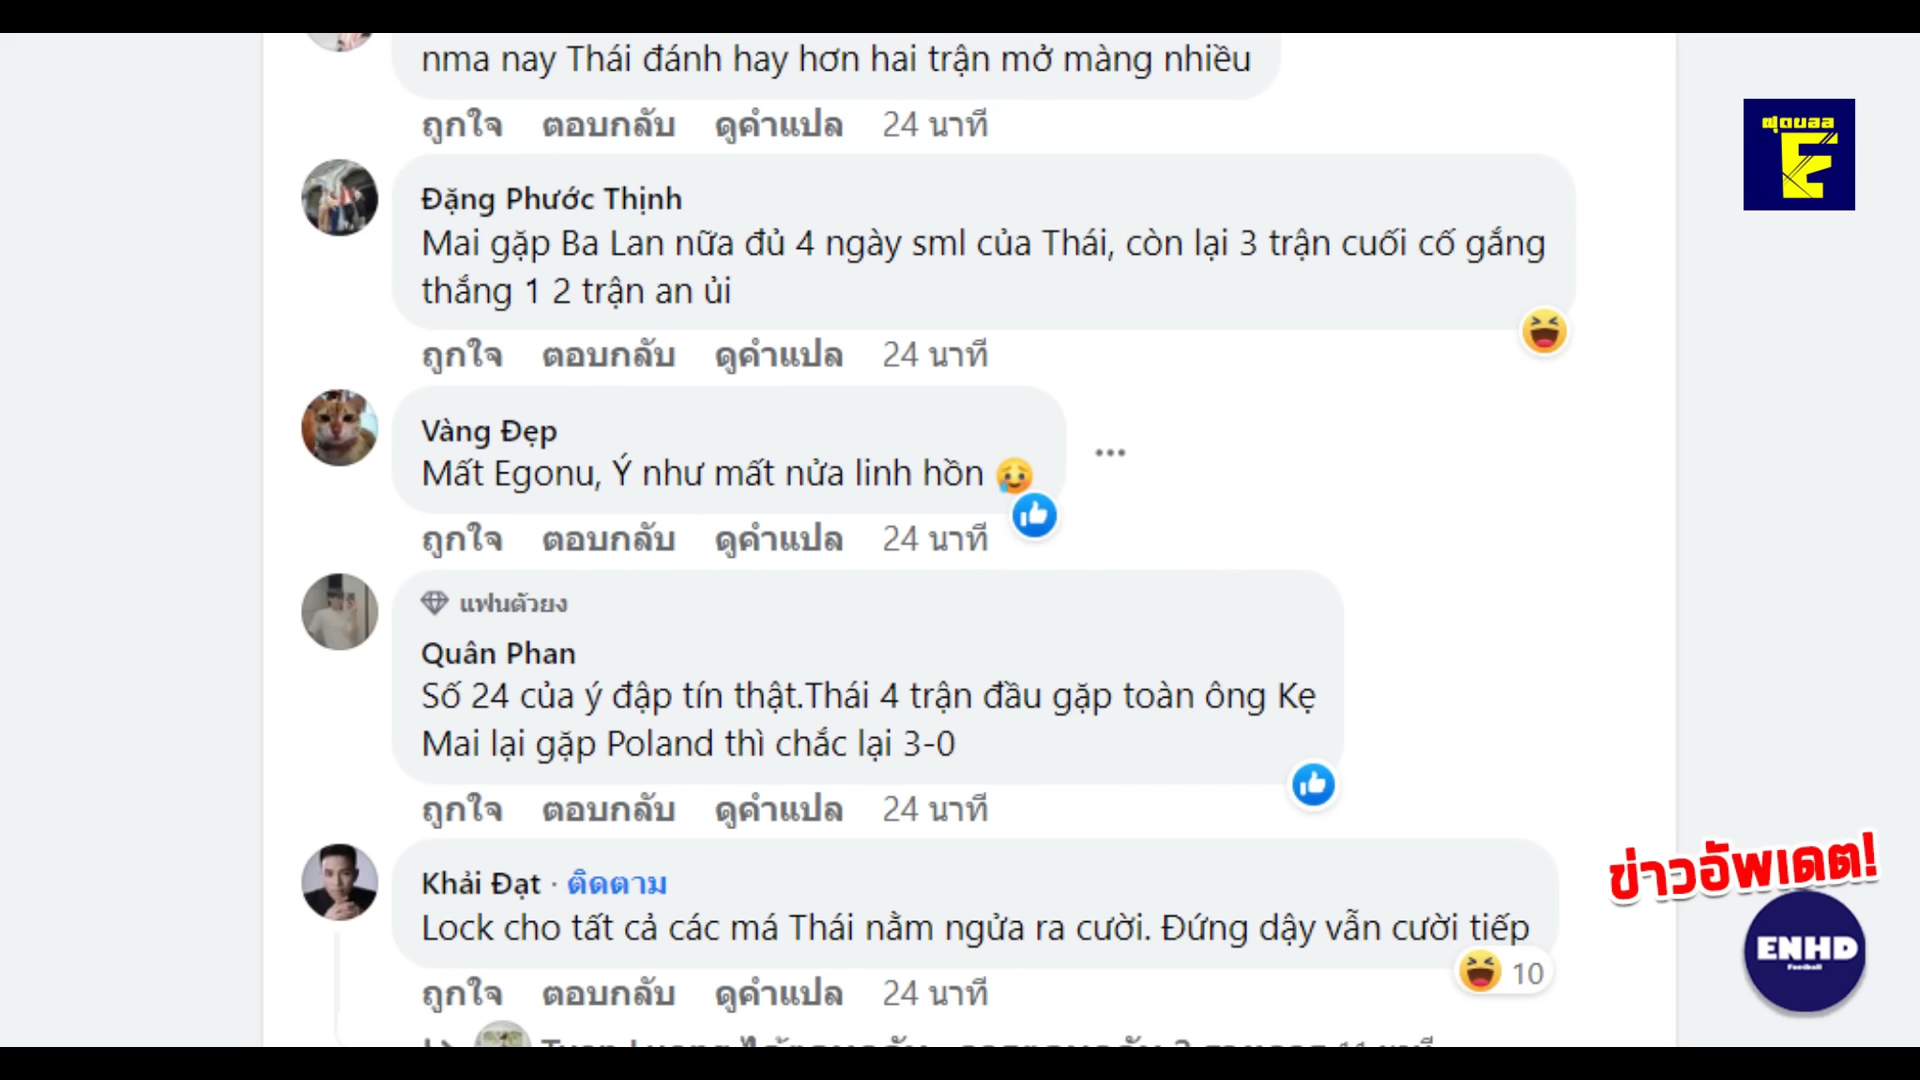 nma nay Thái đánh hay hơn hai trận mở màng nhiều
ถูกใจ ตอบกลับ ดูคำแปล 24 นาที
ฟุตบอล
E
Đặng Phước Thịnh
Mai gặp Ba Lan nữa đủ 4 ngày sml của Thái, còn lại 3 trận cuối cố gắng
thắng 1 2 trận an ủi
ถูกใจ ตอบกลับ ดูคำแปล 24 นาที
Vàng Đẹp
Mất Egonu, Ý như mất nửa linh hồn 😥
ถูกใจ ตอบกลับ ดูคำแปล 24 นาที
แฟนตัวยง
Quân Phan
Số 24 của ý đập tín thật.Thái 4 trận đầu gặp toàn ông Kẹ
Mai lại gặp Poland thì chắc lại 3-0
ถูกใจ ตอบกลับ ดูคำแปล 24 นาที
Khải Đạt · ติดตาม
Lock cho tất cả các má Thái nằm ngửa ra cười. Đứng dậy vẫn cười tiếp
10
ถูกใจ ตอบกลับ ดูคำแปล 24 นาที
ข่าวอัพเดต!
ENHD
Football